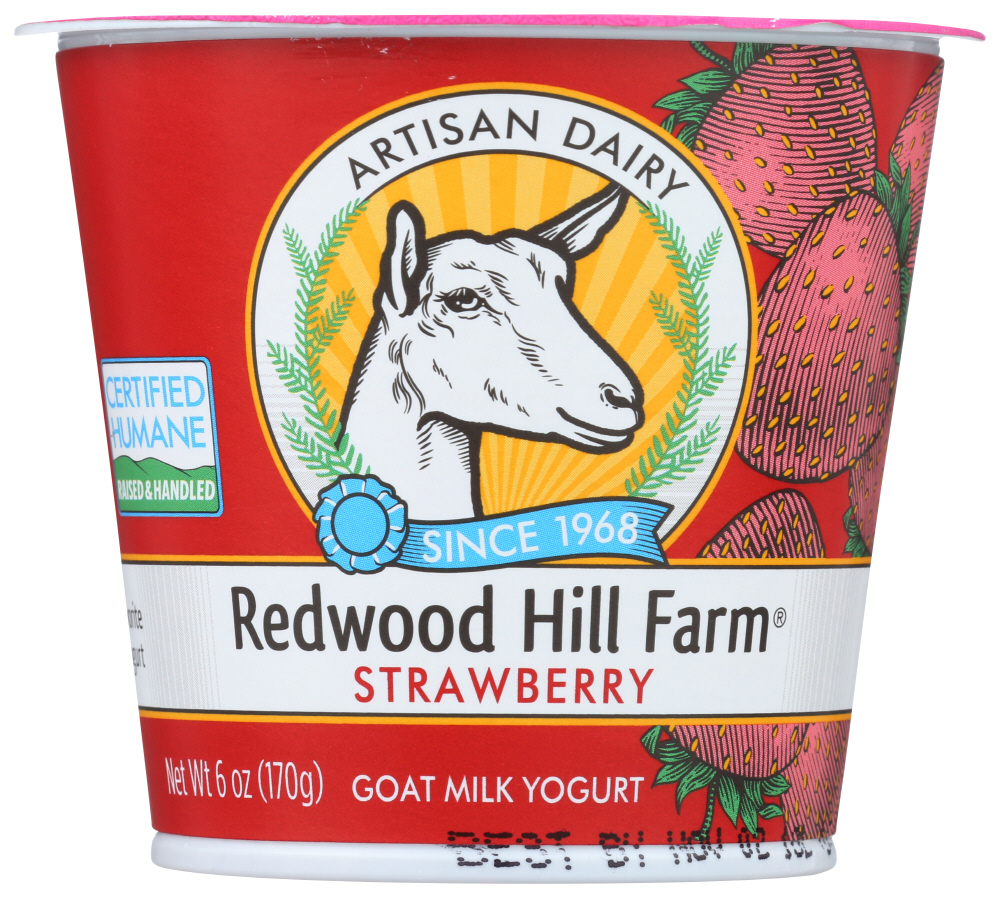 ARTISAN DAIRY
CERTIFIED
HUMANE
RAISED & HANDLED
SINCE 1968
Redwood Hill Farm®
STRAWBERRY
Net Wt 6 oz (170g)
GOAT MILK YOGURT
BEST BY